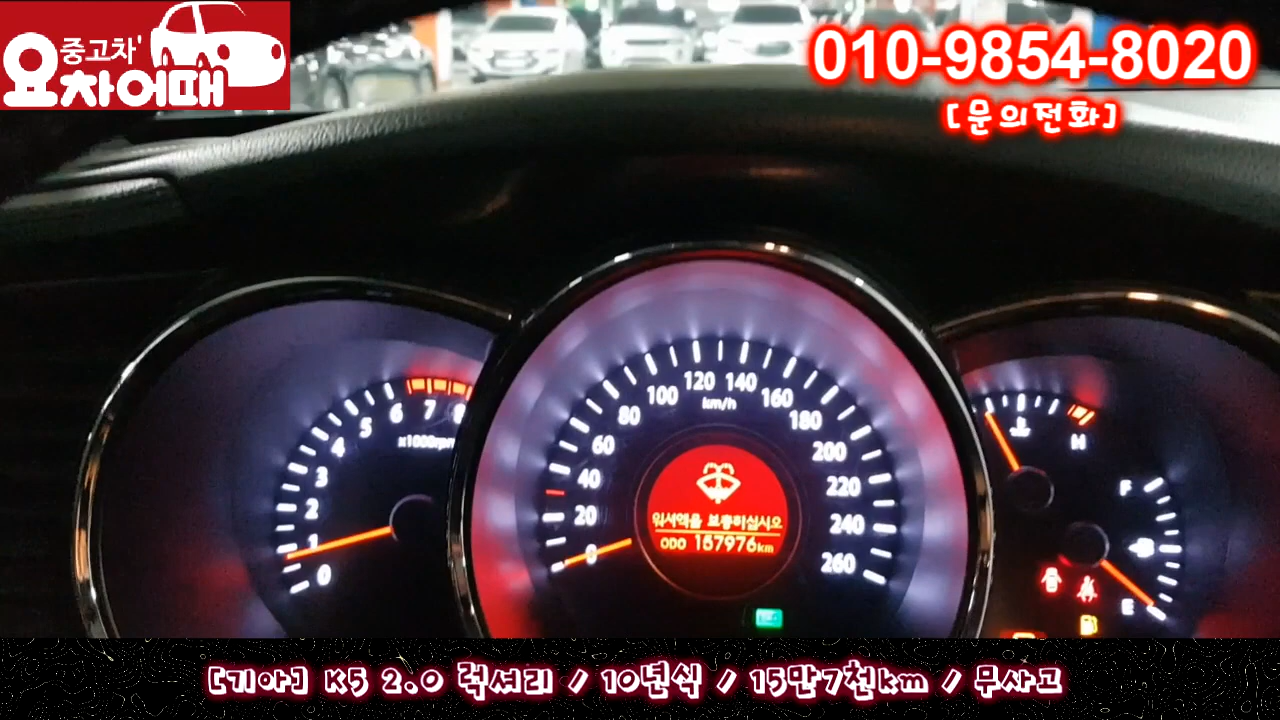 중고차'
요차어때
010-9854-8020
[문의전화]
0 1 2 3 4 5 6 7 8
x1000rpm
0 20 40 60 80 100 120 140 160 180 200 220 240 260
km/h
워셔액을 보충하십시오
ODO 157976km
H
F
E
[기아] K5 2.0 럭셔리 / 10년식 / 15만7천km / 무사고